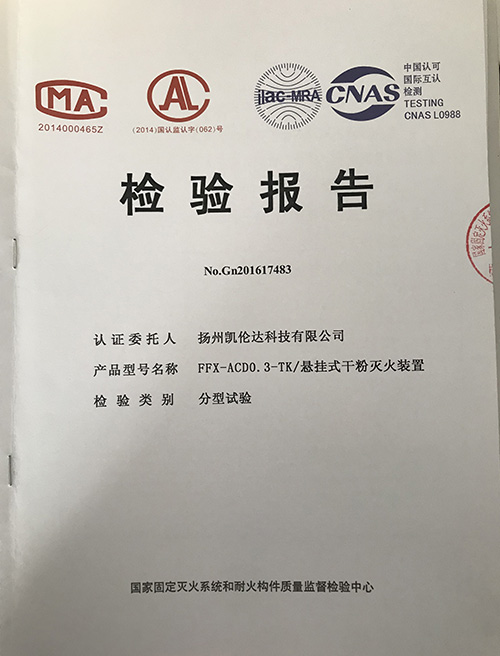 CMA
2014000465Z
CAL
(2014)国认监认字(062)号
ilac-MRA
CNAS
中国认可
国际互认
检测
TESTING
CNAS L0988
检验报告
No.Gn201617483
认证委托人 扬州凯伦达科技有限公司
产品型号名称 FFX-ACD0.3-TK/悬挂式干粉灭火装置
检验类别 分型试验
国家固定灭火系统和耐火构件质量监督检验中心